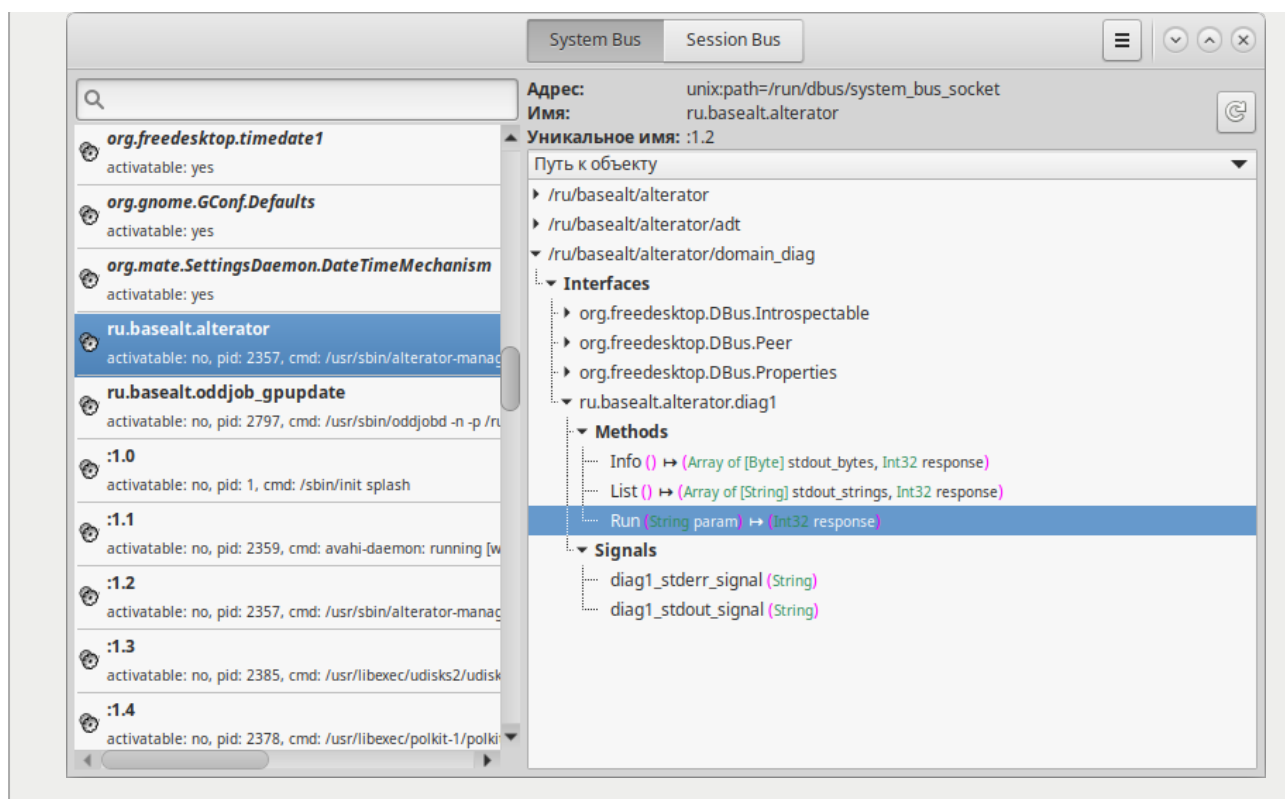 System Bus
Session Bus
Адрес: unix:path=/run/dbus/system_bus_socket
Имя: ru.basealt.alterator
Уникальное имя: :1.2
org.freedesktop.timedate1
activatable: yes
org.gnome.GConf.Defaults
activatable: yes
org.mate.SettingsDaemon.DateTimeMechanism
activatable: yes
ru.basealt.alterator
activatable: no, pid: 2357, cmd: /usr/sbin/alterator-manag
ru.basealt.oddjob_gpupdate
activatable: no, pid: 2797, cmd: /usr/sbin/oddjobd -n -p /ru
:1.0
activatable: no, pid: 1, cmd: /sbin/init splash
:1.1
activatable: no, pid: 2359, cmd: avahi-daemon: running [w
:1.2
activatable: no, pid: 2357, cmd: /usr/sbin/alterator-manag
:1.3
activatable: no, pid: 2385, cmd: /usr/libexec/udisks2/udisk
:1.4
activatable: no, pid: 2378, cmd: /usr/libexec/polkit-1/polki
Путь к объекту
/ru/basealt/alterator
/ru/basealt/alterator/adt
/ru/basealt/alterator/domain_diag
Interfaces
org.freedesktop.DBus.Introspectable
org.freedesktop.DBus.Peer
org.freedesktop.DBus.Properties
ru.basealt.alterator.diag1
Methods
Info () ↦ (Array of [Byte] stdout_bytes, Int32 response)
List () ↦ (Array of [String] stdout_strings, Int32 response)
Run (String param) ↦ (Int32 response)
Signals
diag1_stderr_signal (String)
diag1_stdout_signal (String)